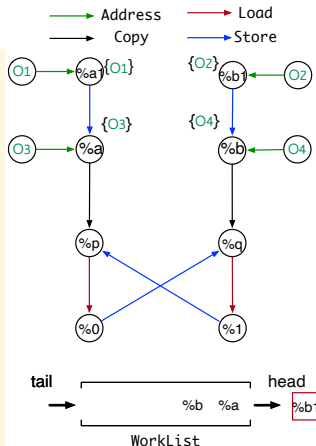 Address Load
Copy Store
O1 %a1 {O1} {O2} %b1 O2
{O3} {O4}
O3 %a %b O4
%p %q
%0 %1
tail head
%b %a %b1
WorkList